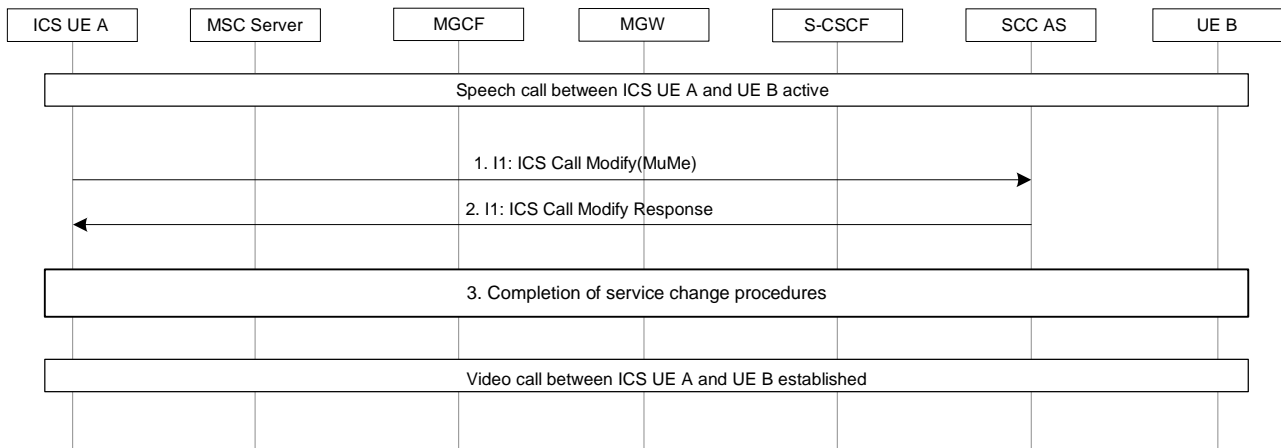 ICS UE A
MSC Server
MGCF
MGW
S-CSCF
SCC AS
UE B
Speech call between ICS UE A and UE B active
1. I1: ICS Call Modify(MuMe)
2. I1: ICS Call Modify Response
3. Completion of service change procedures
Video call between ICS UE A and UE B established